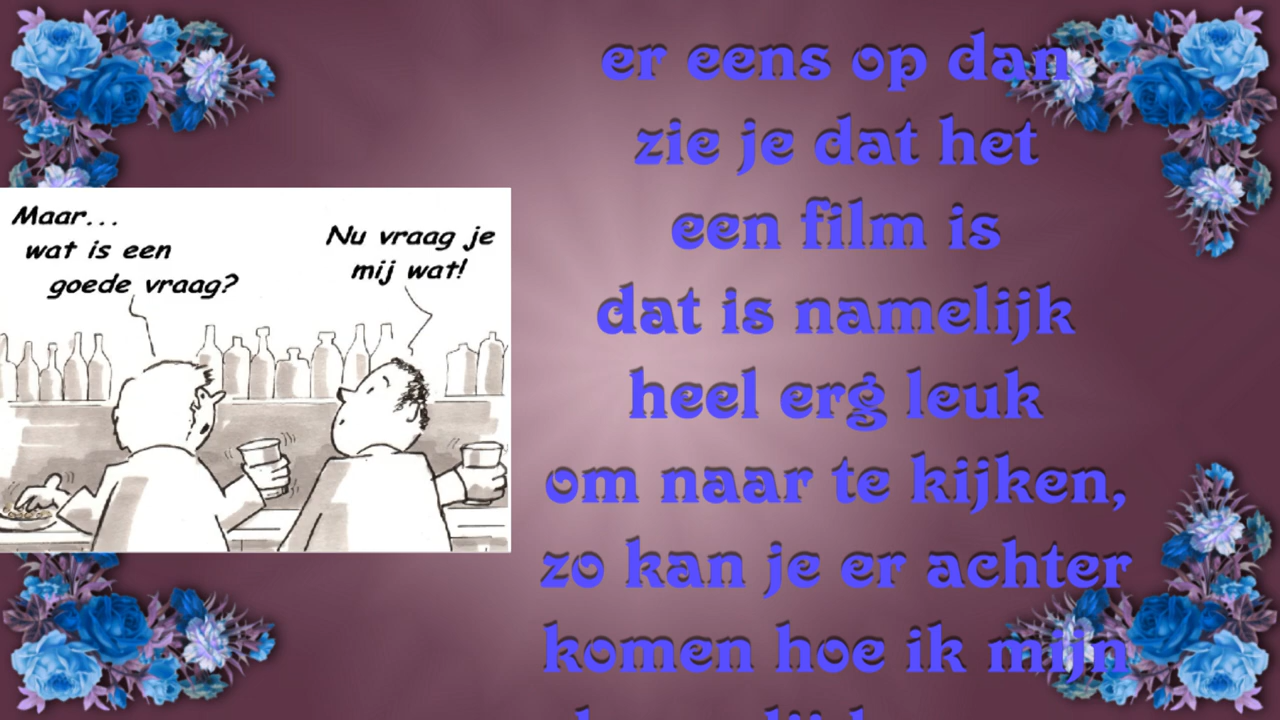 Maar...
wat is een
goede vraag?
Nu vraag je
mij wat!
er eens op dan
zie je dat het
een film is
dat is namelijk
heel erg leuk
om naar te kijken,
zo kan je er achter
komen hoe ik mijn